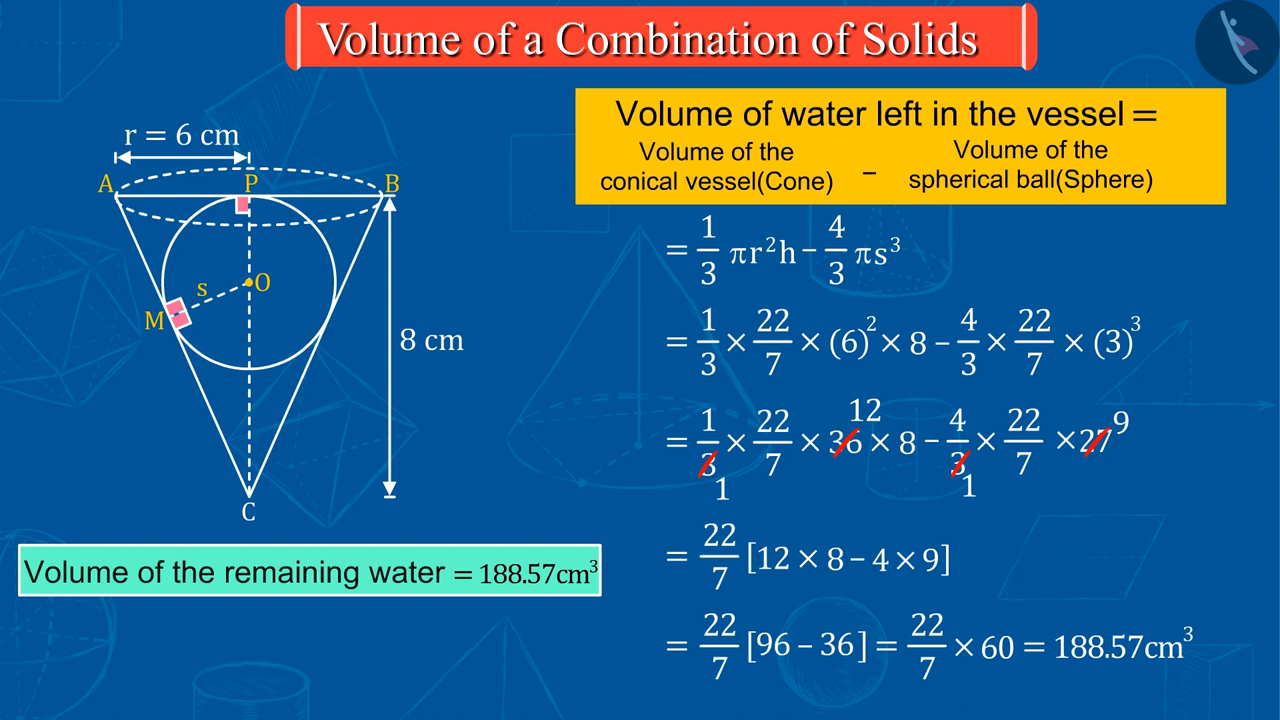 Volume of a Combination of Solids
r = 6 cm
A P B
s O
M
8 cm
C
Volume of the remaining water = 188.57cm³
Volume of water left in the vessel =
Volume of the conical vessel(Cone) – Volume of the spherical ball(Sphere)
= 1/3 πr²h – 4/3 πs³
= 1/3 × 22/7 × (6)² × 8 – 4/3 × 22/7 × (3)³
12 9
= 1/3 × 22/7 × 36 × 8 – 4/3 × 22/7 × 27
1 1
= 22/7 [12 × 8 – 4 × 9]
= 22/7 [96 – 36] = 22/7 × 60 = 188.57cm³